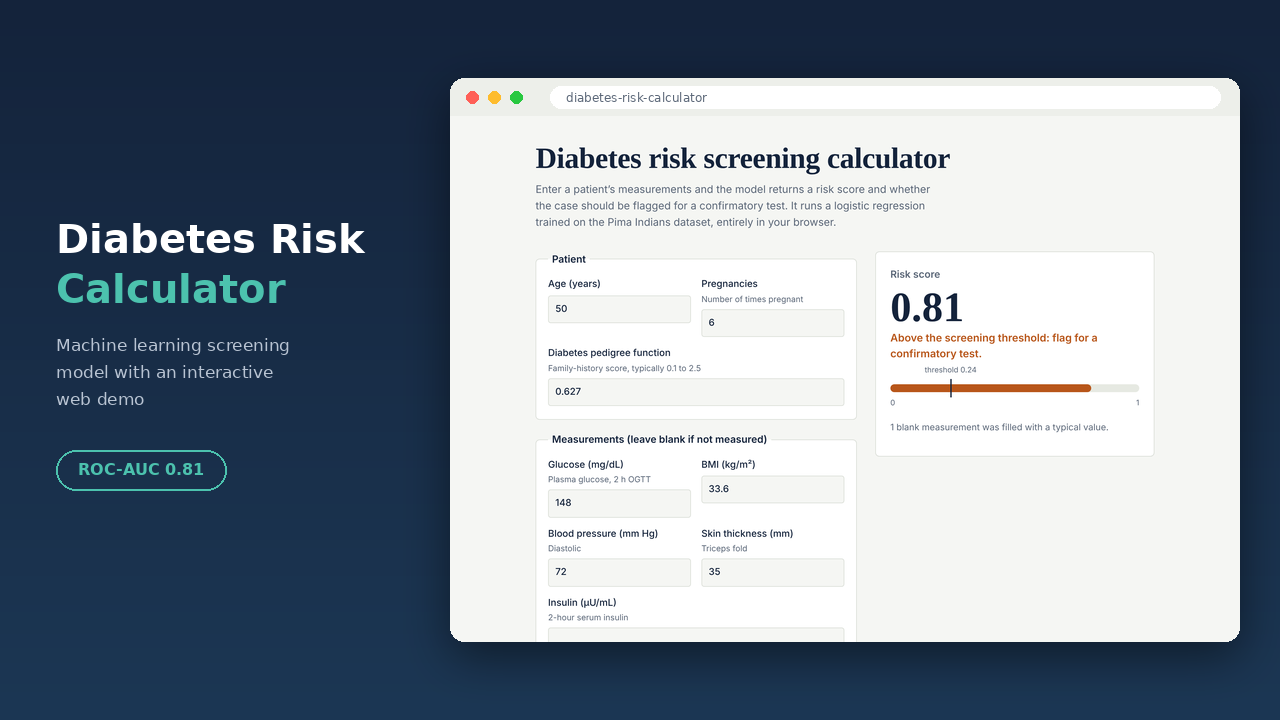 Diabetes Risk
Calculator
Machine learning screening
model with an interactive
web demo
ROC-AUC 0.81
diabetes-risk-calculator
Diabetes risk screening calculator
Enter a patient’s measurements and the model returns a risk score and whether
the case should be flagged for a confirmatory test. It runs a logistic regression
trained on the Pima Indians dataset, entirely in your browser.
Patient
Age (years)
50
Pregnancies
Number of times pregnant
6
Diabetes pedigree function
Family-history score, typically 0.1 to 2.5
0.627
Measurements (leave blank if not measured)
Glucose (mg/dL)
Plasma glucose, 2 h OGTT
148
BMI (kg/m²)
33.6
Blood pressure (mm Hg)
Diastolic
72
Skin thickness (mm)
Triceps fold
35
Insulin (µU/mL)
2-hour serum insulin
Risk score
0.81
Above the screening threshold: flag for a
confirmatory test.
threshold 0.24
0
1
1 blank measurement was filled with a typical value.